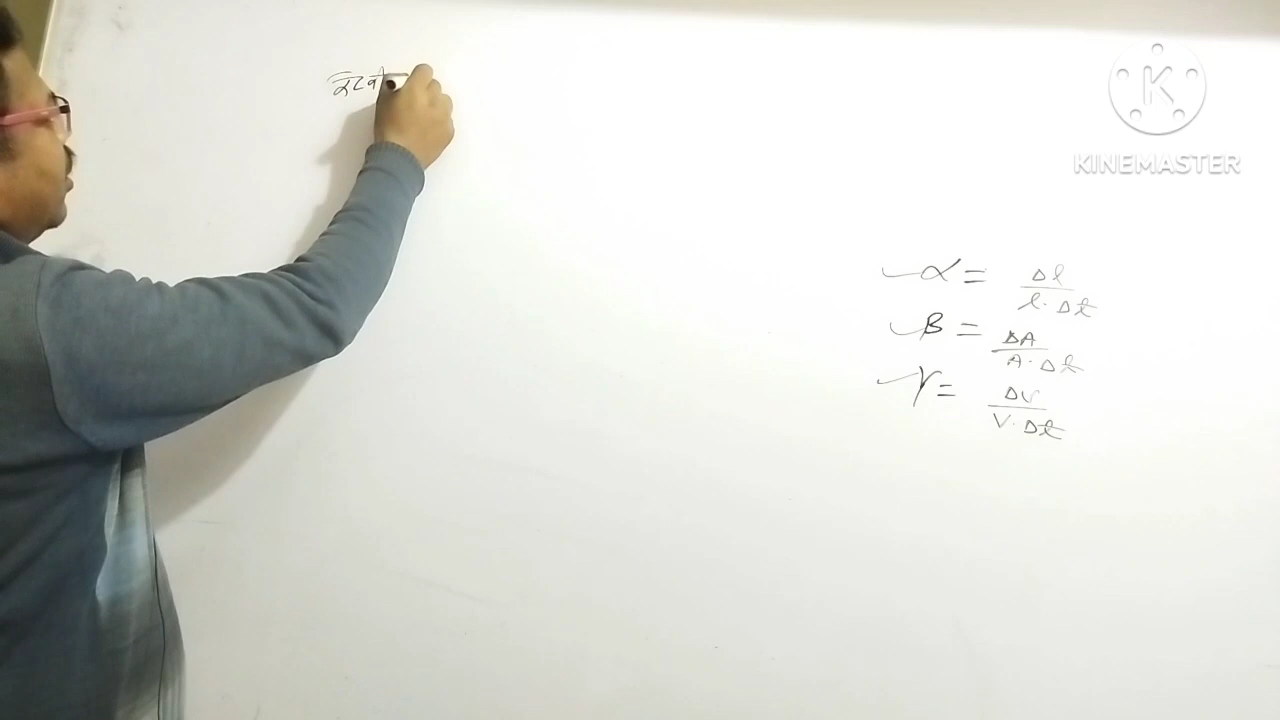 KINEMASTER
α = Δl / l · Δt
β = ΔA / A · Δt
γ = ΔV / V · Δt